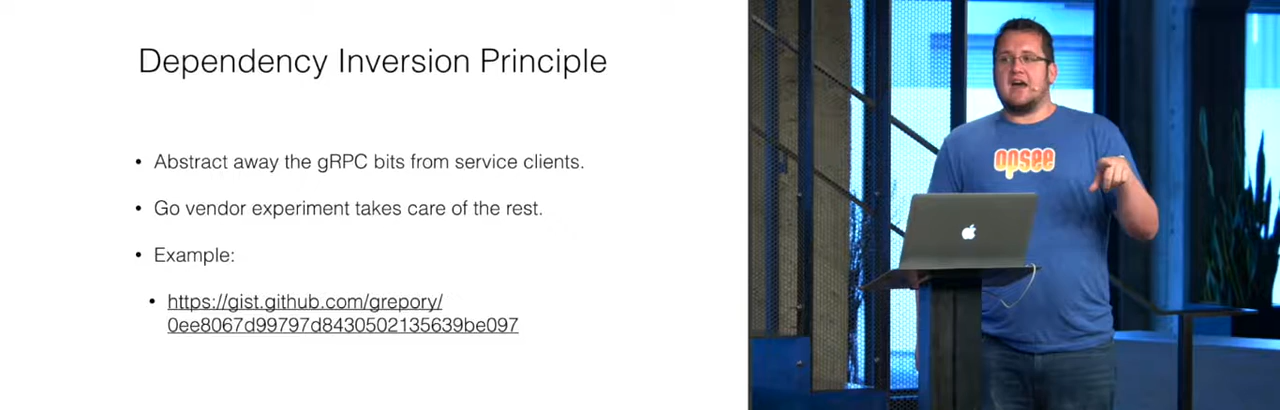 Dependency Inversion Principle
• Abstract away the gRPC bits from service clients.
• Go vendor experiment takes care of the rest.
• Example:
• https://gist.github.com/grepory/
0ee8067d99797d8430502135639be097
opsee